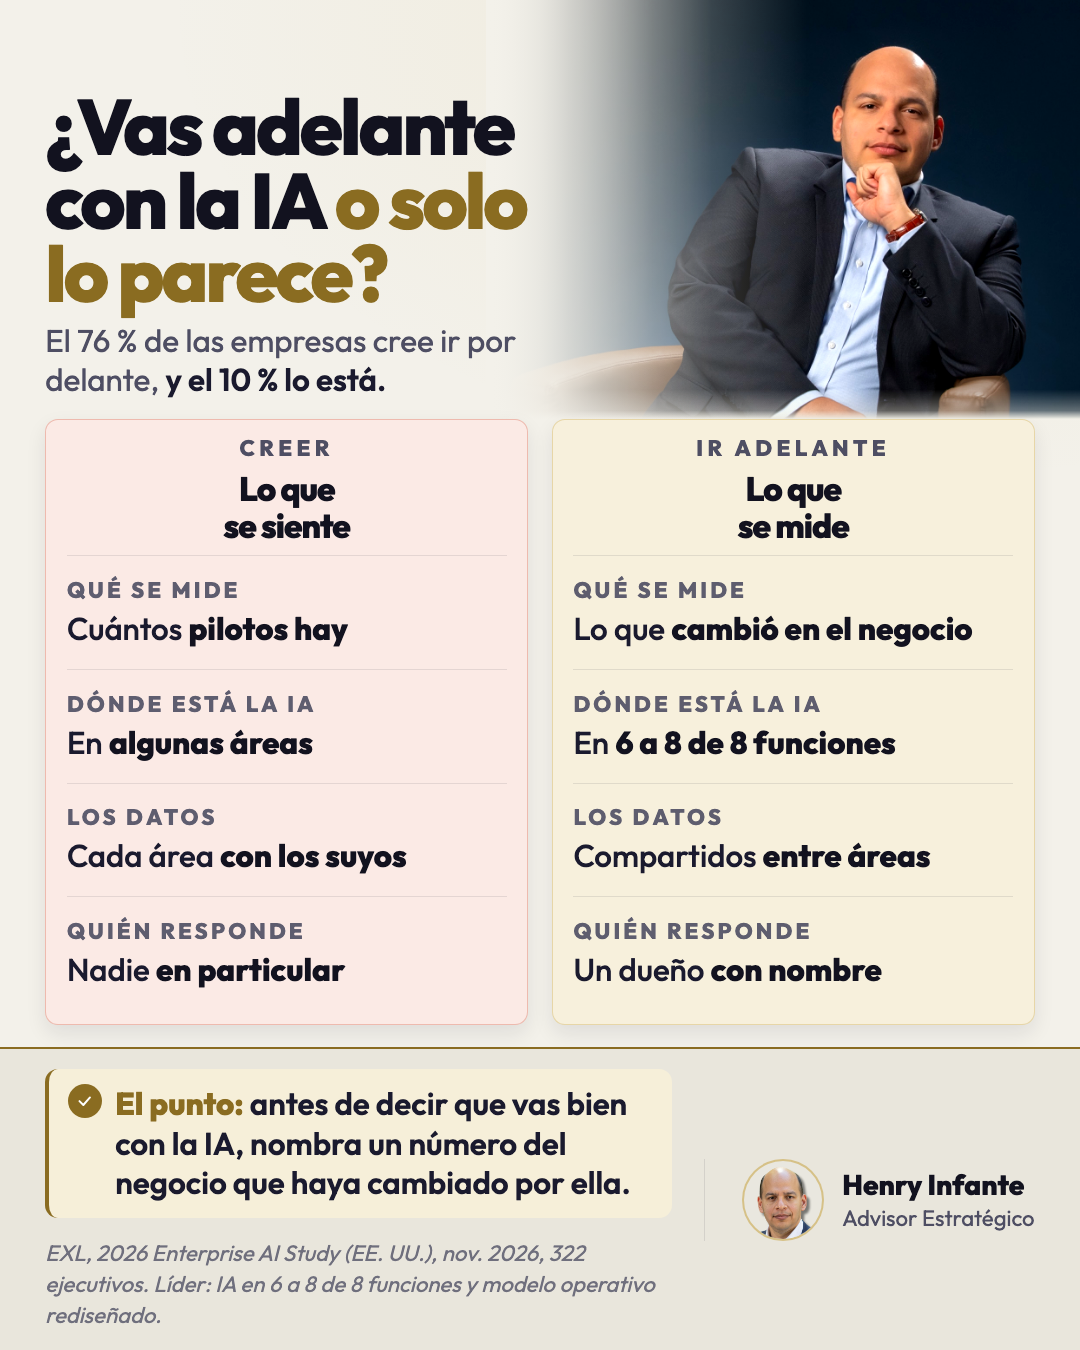 ¿Vas adelante
con la IA o solo
lo parece?
El 76 % de las empresas cree ir por
delante, y el 10 % lo está.
CREER
Lo que
se siente
QUÉ SE MIDE
Cuántos pilotos hay
DÓNDE ESTÁ LA IA
En algunas áreas
LOS DATOS
Cada área con los suyos
QUIÉN RESPONDE
Nadie en particular
IR ADELANTE
Lo que
se mide
QUÉ SE MIDE
Lo que cambió en el negocio
DÓNDE ESTÁ LA IA
En 6 a 8 de 8 funciones
LOS DATOS
Compartidos entre áreas
QUIÉN RESPONDE
Un dueño con nombre
El punto: antes de decir que vas bien
con la IA, nombra un número del
negocio que haya cambiado por ella.
EXL, 2026 Enterprise AI Study (EE. UU.), nov. 2026, 322
ejecutivos. Líder: IA en 6 a 8 de 8 funciones y modelo operativo
rediseñado.
Henry Infante
Advisor Estratégico